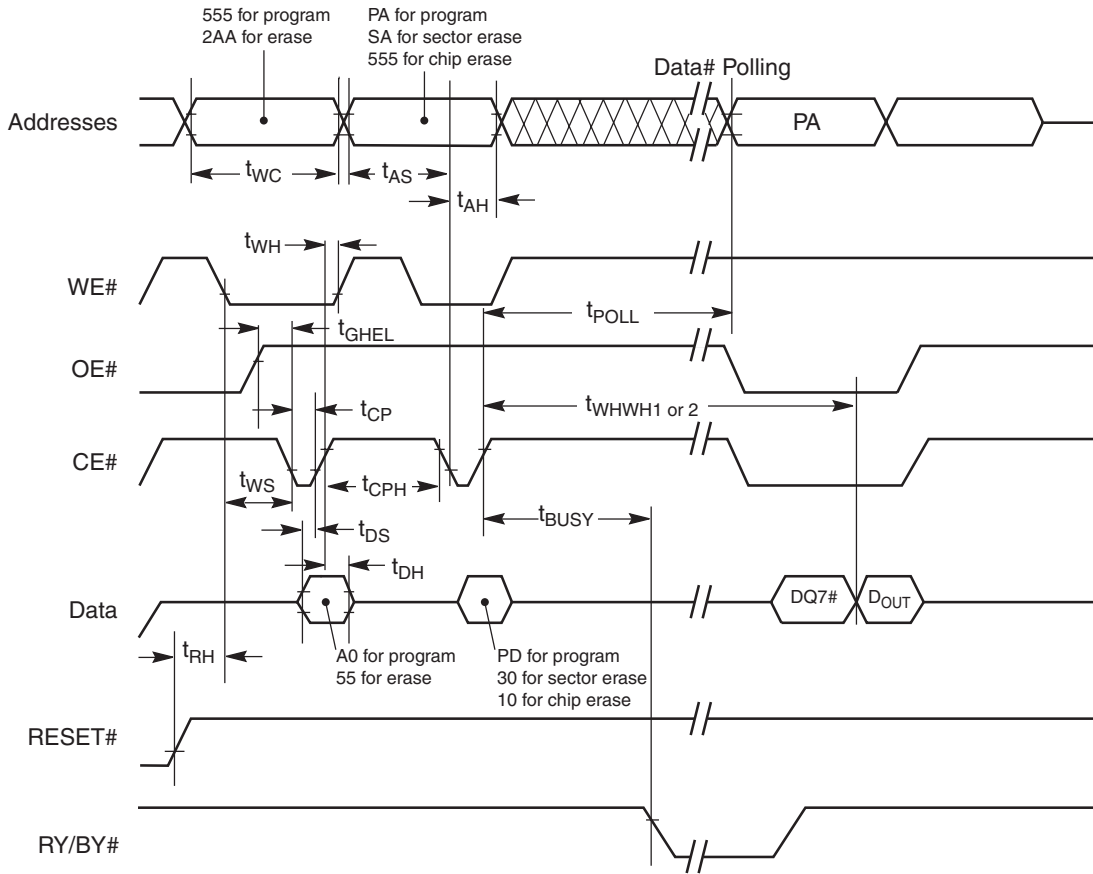 555 for program
2AA for erase
PA for program
SA for sector erase
555 for chip erase
Data# Polling
Addresses
PA
tWC
tAS
tAH
tWH
WE#
tGHEL
tPOLL
OE#
tCP
tWHWH1 or 2
CE#
tWS
tCPH
tDS
tBUSY
tDH
Data
DQ7#
DOUT
tRH
A0 for program
55 for erase
PD for program
30 for sector erase
10 for chip erase
RESET#
RY/BY#